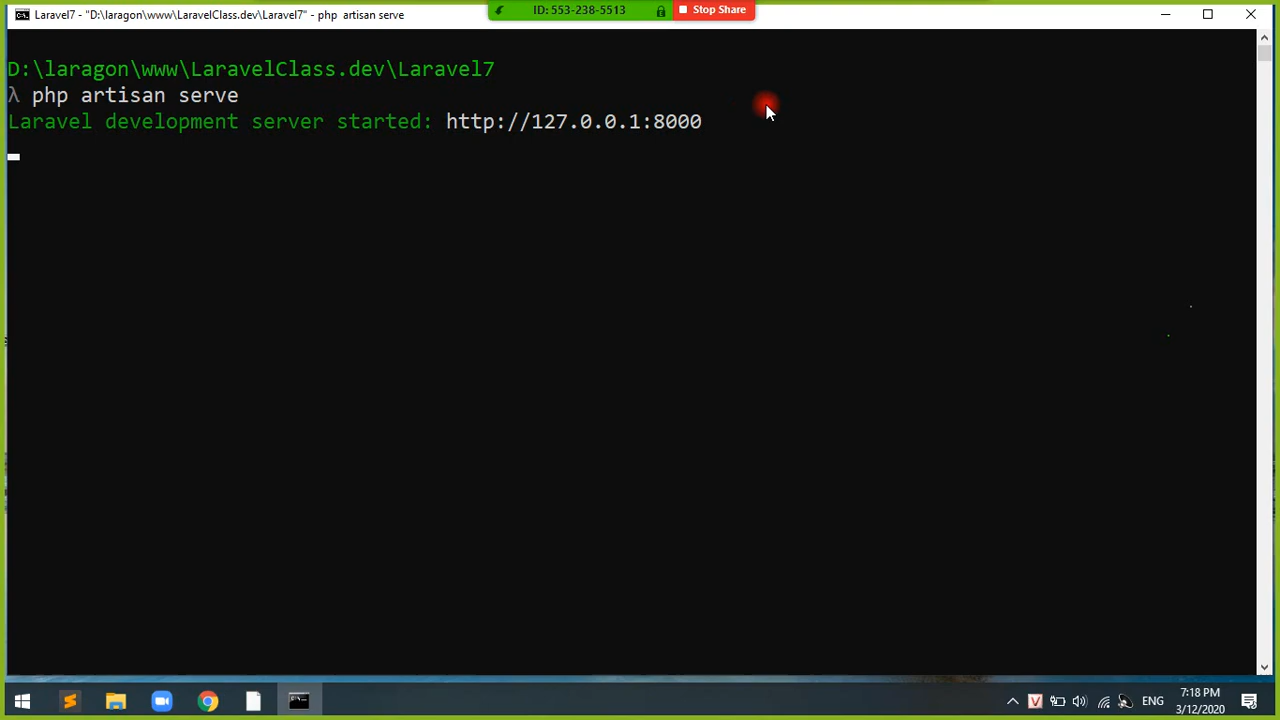 Laravel7 - "D:\laragon\www\LaravelClass.dev\Laravel7" - php  artisan serve
ID: 553-238-5513
Stop Share
D:\laragon\www\LaravelClass.dev\Laravel7
λ php artisan serve
Laravel development server started: http://127.0.0.1:8000
V
ENG
7:18 PM
3/12/2020